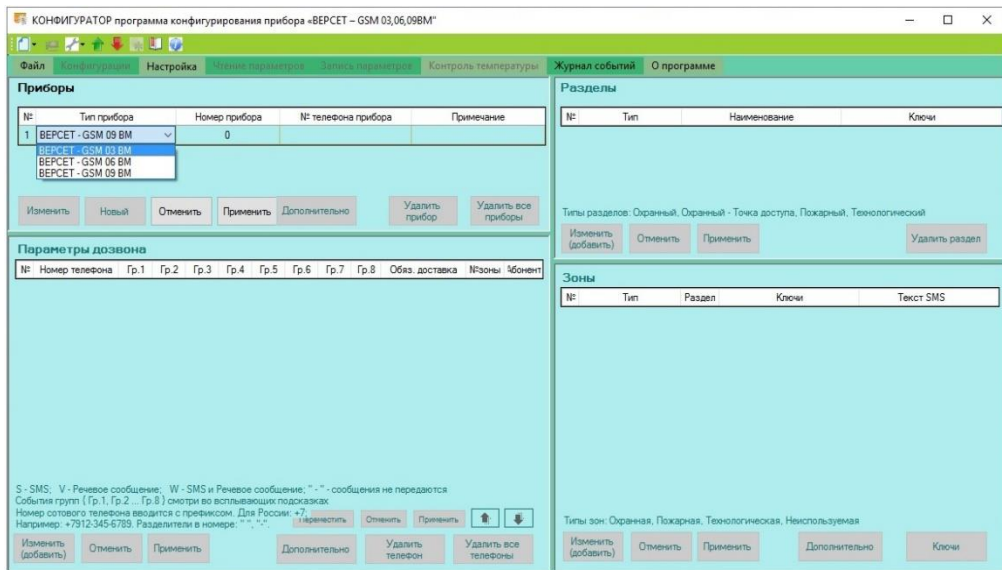 КОНФИГУРАТОР программа конфигурирования прибора «ВЕРСЕТ – GSM 03,06,09ВМ"
Файл Конфигурации Настройка Чтение параметров Запись параметров Контроль температуры Журнал событий О программе
Приборы
№ Тип прибора Номер прибора № телефона прибора Примечание
1 ВЕРСЕТ - GSM 09 ВМ 0
ВЕРСЕТ - GSM 03 ВМ
ВЕРСЕТ - GSM 06 ВМ
ВЕРСЕТ - GSM 09 ВМ
Изменить Новый Отменить Применить Дополнительно Удалить прибор Удалить все приборы
Параметры дозвона
№ Номер телефона Гр.1 Гр.2 Гр.3 Гр.4 Гр.5 Гр.6 Гр.7 Гр.8 Обяз. доставка №зоны Абонент
S - SMS; V - Речевое сообщение; W - SMS и Речевое сообщение; " - " - сообщения не передаются
События групп ( Гр.1, Гр.2 ... Гр.8 ) смотри во всплывающих подсказках
Номер сотового телефона вводится с префиксом. Для России: +7;
Например: +7912-345-6789. Разделители в номере: " ", "-".
Переместить Отменить Применить
Изменить (добавить) Отменить Применить Дополнительно Удалить телефон Удалить все телефоны
Разделы
№ Тип Наименование Ключи
Типы разделов: Охранный, Охранный - Точка доступа, Пожарный, Технологический
Изменить (добавить) Отменить Применить Удалить раздел
Зоны
№ Тип Раздел Ключи Текст SMS
Типы зон: Охранная, Пожарная, Технологическая, Неиспользуемая
Изменить (добавить) Отменить Применить Дополнительно Ключи